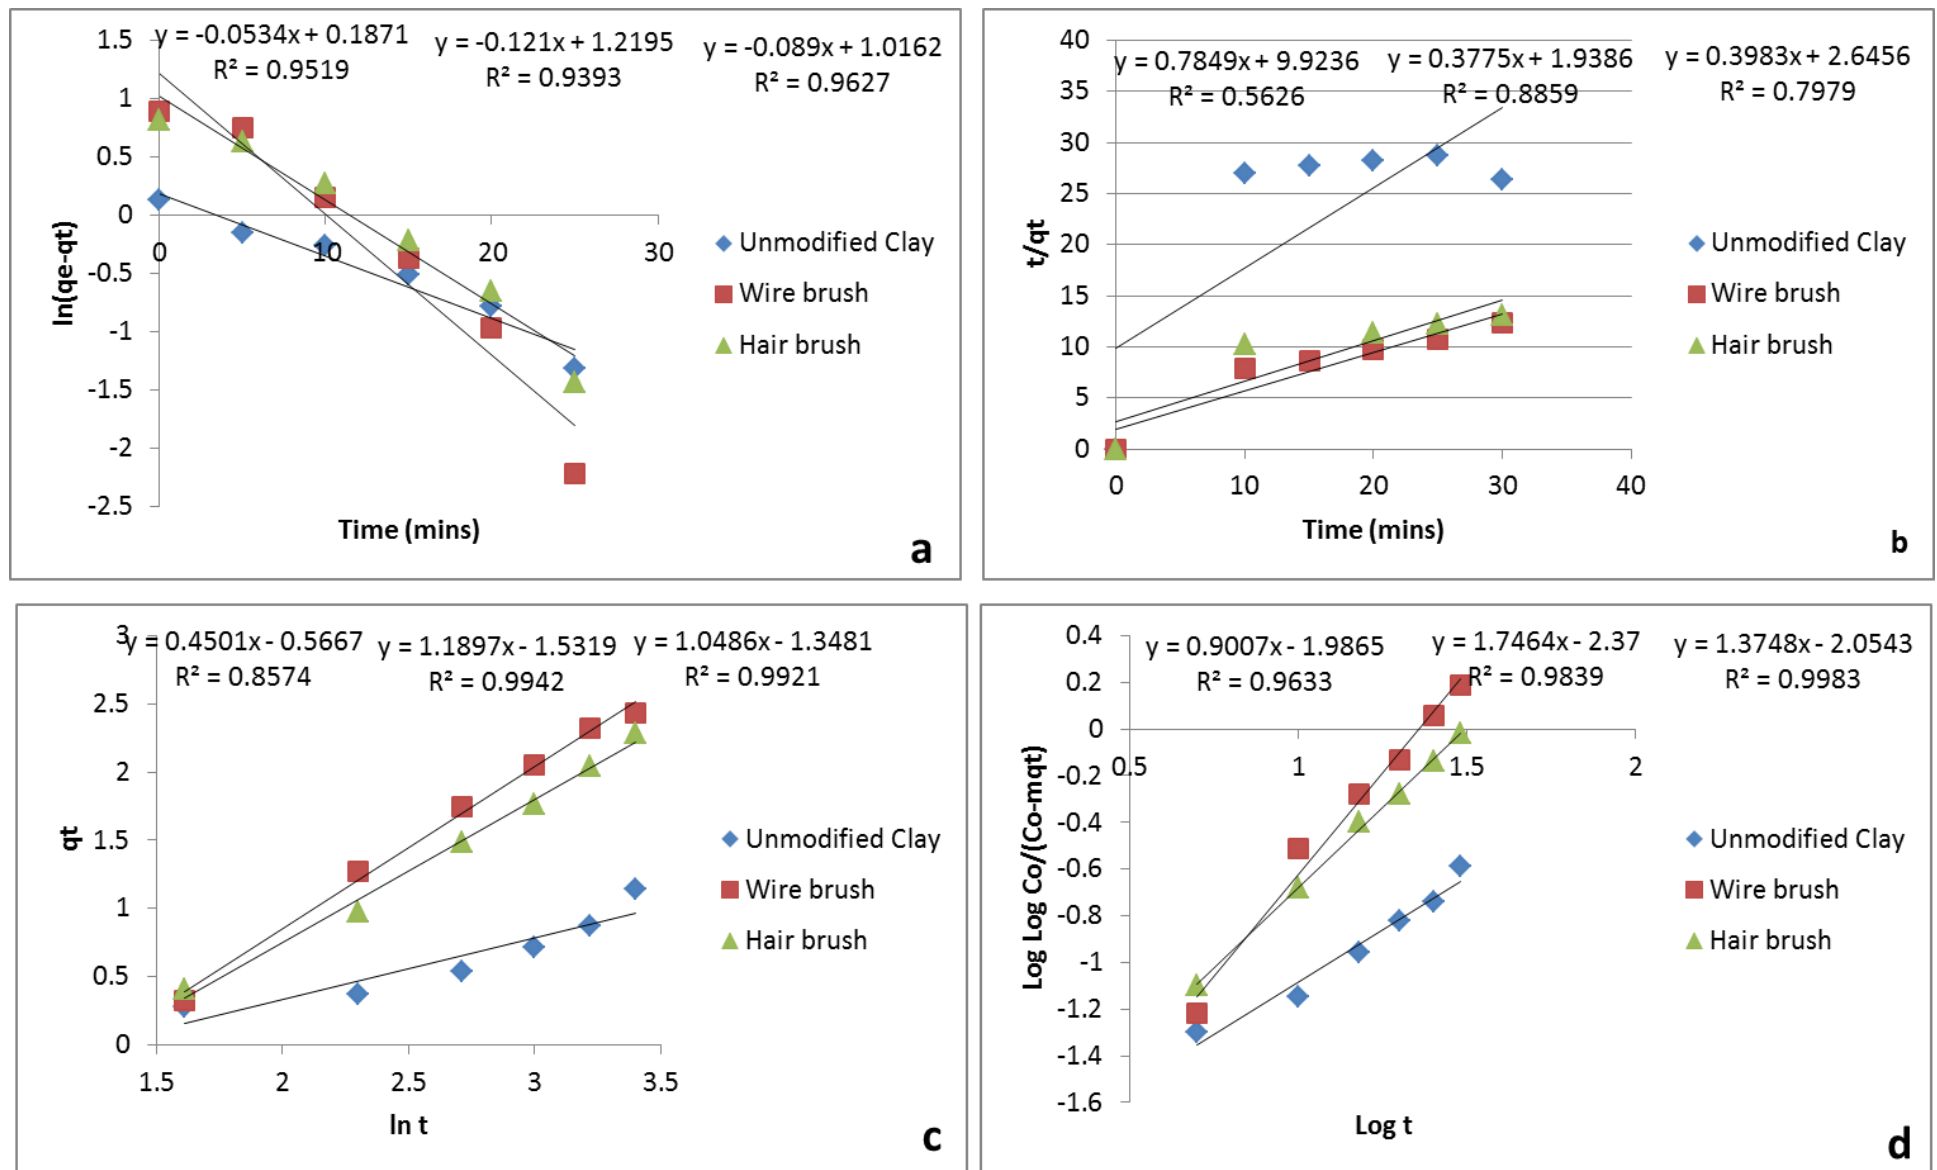 y = -0.0534x + 0.1871
R² = 0.9519
y = -0.121x + 1.2195
R² = 0.9393
y = -0.089x + 1.0162
R² = 0.9627
1.5
1
0.5
0
-0.5
-1
-1.5
-2
-2.5
0
10
20
30
ln(qe-qt)
Time (mins)
Unmodified Clay
Wire brush
Hair brush
a
y = 0.7849x + 9.9236
R² = 0.5626
y = 0.3775x + 1.9386
R² = 0.8859
y = 0.3983x + 2.6456
R² = 0.7979
40
35
30
25
20
15
10
5
0
0
10
20
30
40
t/qt
Time (mins)
Unmodified Clay
Wire brush
Hair brush
b
y = 0.4501x - 0.5667
R² = 0.8574
y = 1.1897x - 1.5319
R² = 0.9942
y = 1.0486x - 1.3481
R² = 0.9921
3
2.5
2
1.5
1
0.5
0
1.5
2
2.5
3
3.5
qt
ln t
Unmodified Clay
Wire brush
Hair brush
c
y = 0.9007x - 1.9865
R² = 0.9633
y = 1.7464x - 2.37
R² = 0.9839
y = 1.3748x - 2.0543
R² = 0.9983
0.4
0.2
0
-0.2
-0.4
-0.6
-0.8
-1
-1.2
-1.4
-1.6
0.5
1
1.5
2
Log Log Co/(Co-mqt)
Log t
Unmodified Clay
Wire brush
Hair brush
d